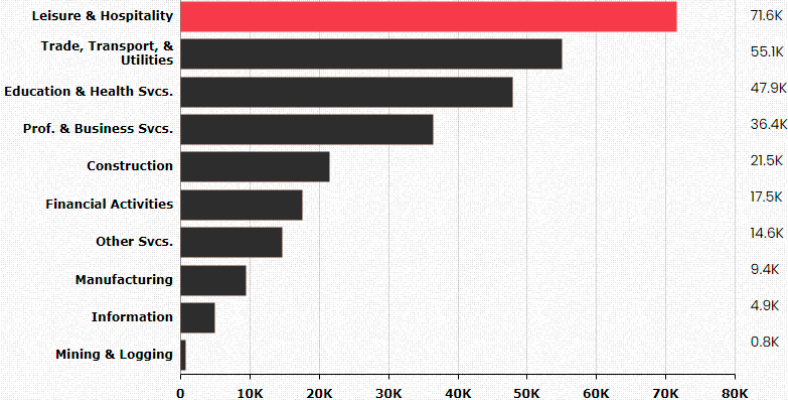 Leisure & Hospitality 71.6K
Trade, Transport, &
Utilities 55.1K
Education & Health Svcs. 47.9K
Prof. & Business Svcs. 36.4K
Construction 21.5K
Financial Activities 17.5K
Other Svcs. 14.6K
Manufacturing 9.4K
Information 4.9K
Mining & Logging 0.8K
0 10K 20K 30K 40K 50K 60K 70K 80K